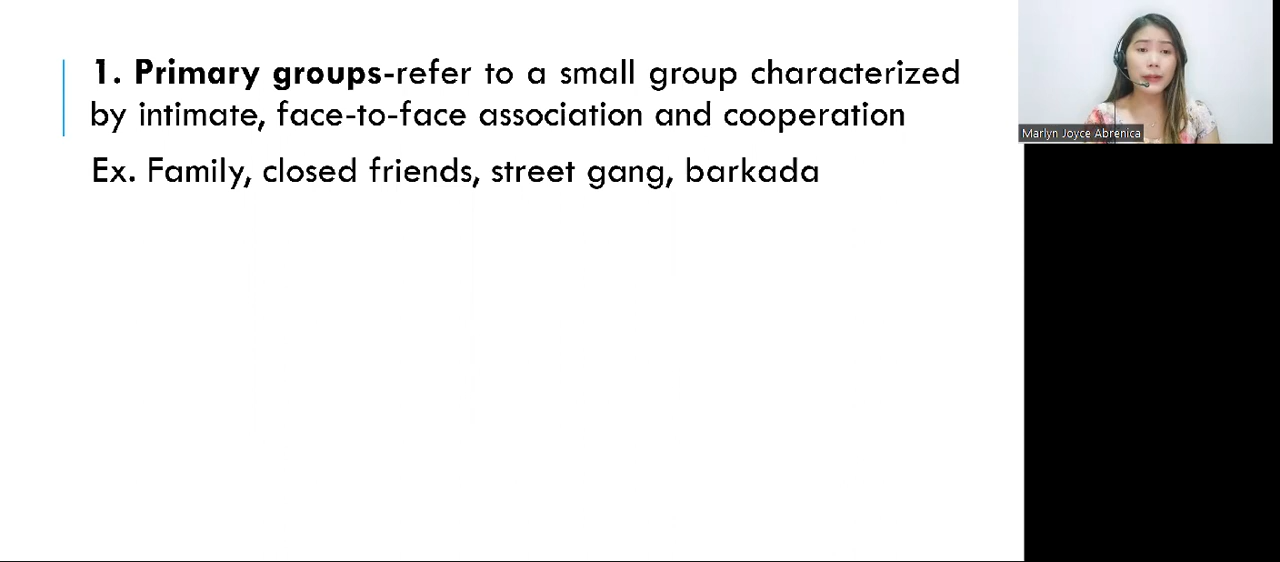 1. Primary groups-refer to a small group characterized
by intimate, face-to-face association and cooperation
Ex. Family, closed friends, street gang, barkada
Marlyn Joyce Abrenica